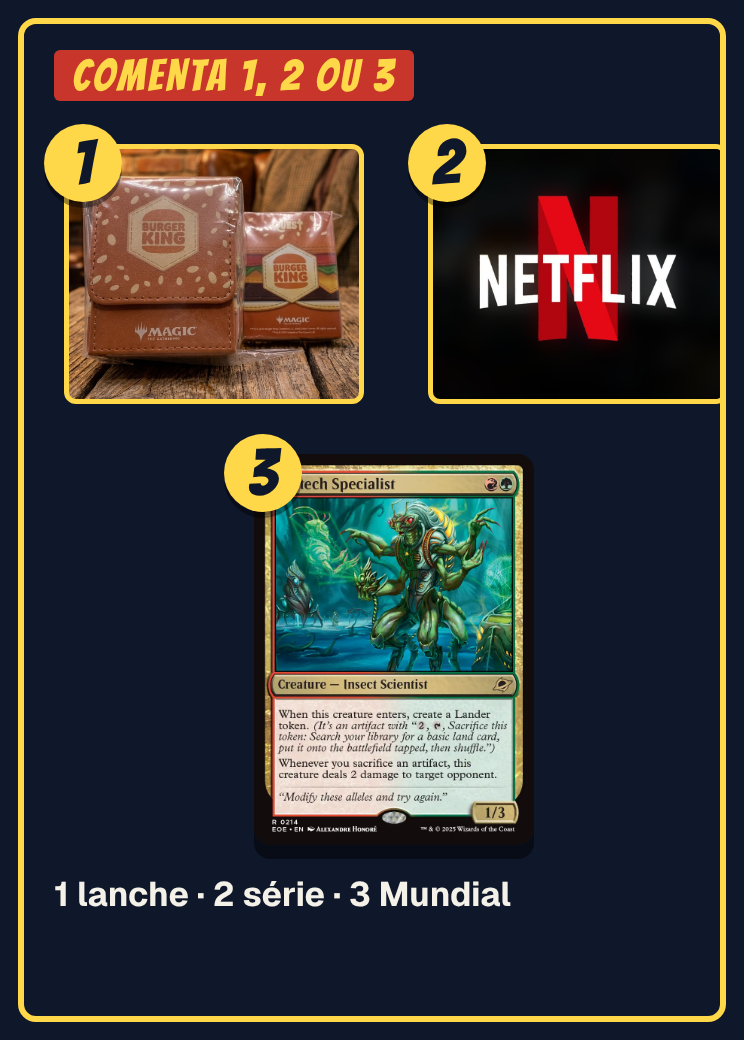 COMENTA 1, 2 OU 3
1
2
BURGER
KING
MAGIC
THE GATHERING
BURGER
KING
MAGIC
NETFLIX
3
tech Specialist
Creature — Insect Scientist
When this creature enters, create a Lander
token. (It's an artifact with “2, T, Sacrifice this
token: Search your library for a basic land card,
put it onto the battlefield tapped, then shuffle.”)
Whenever you sacrifice an artifact, this
creature deals 2 damage to target opponent.
“Modify these alleles and try again.”
1/3
R 0214
EOE • EN ALEXANDRE HONORÉ
™ & © 2025 Wizards of the Coast
1 lanche · 2 série · 3 Mundial